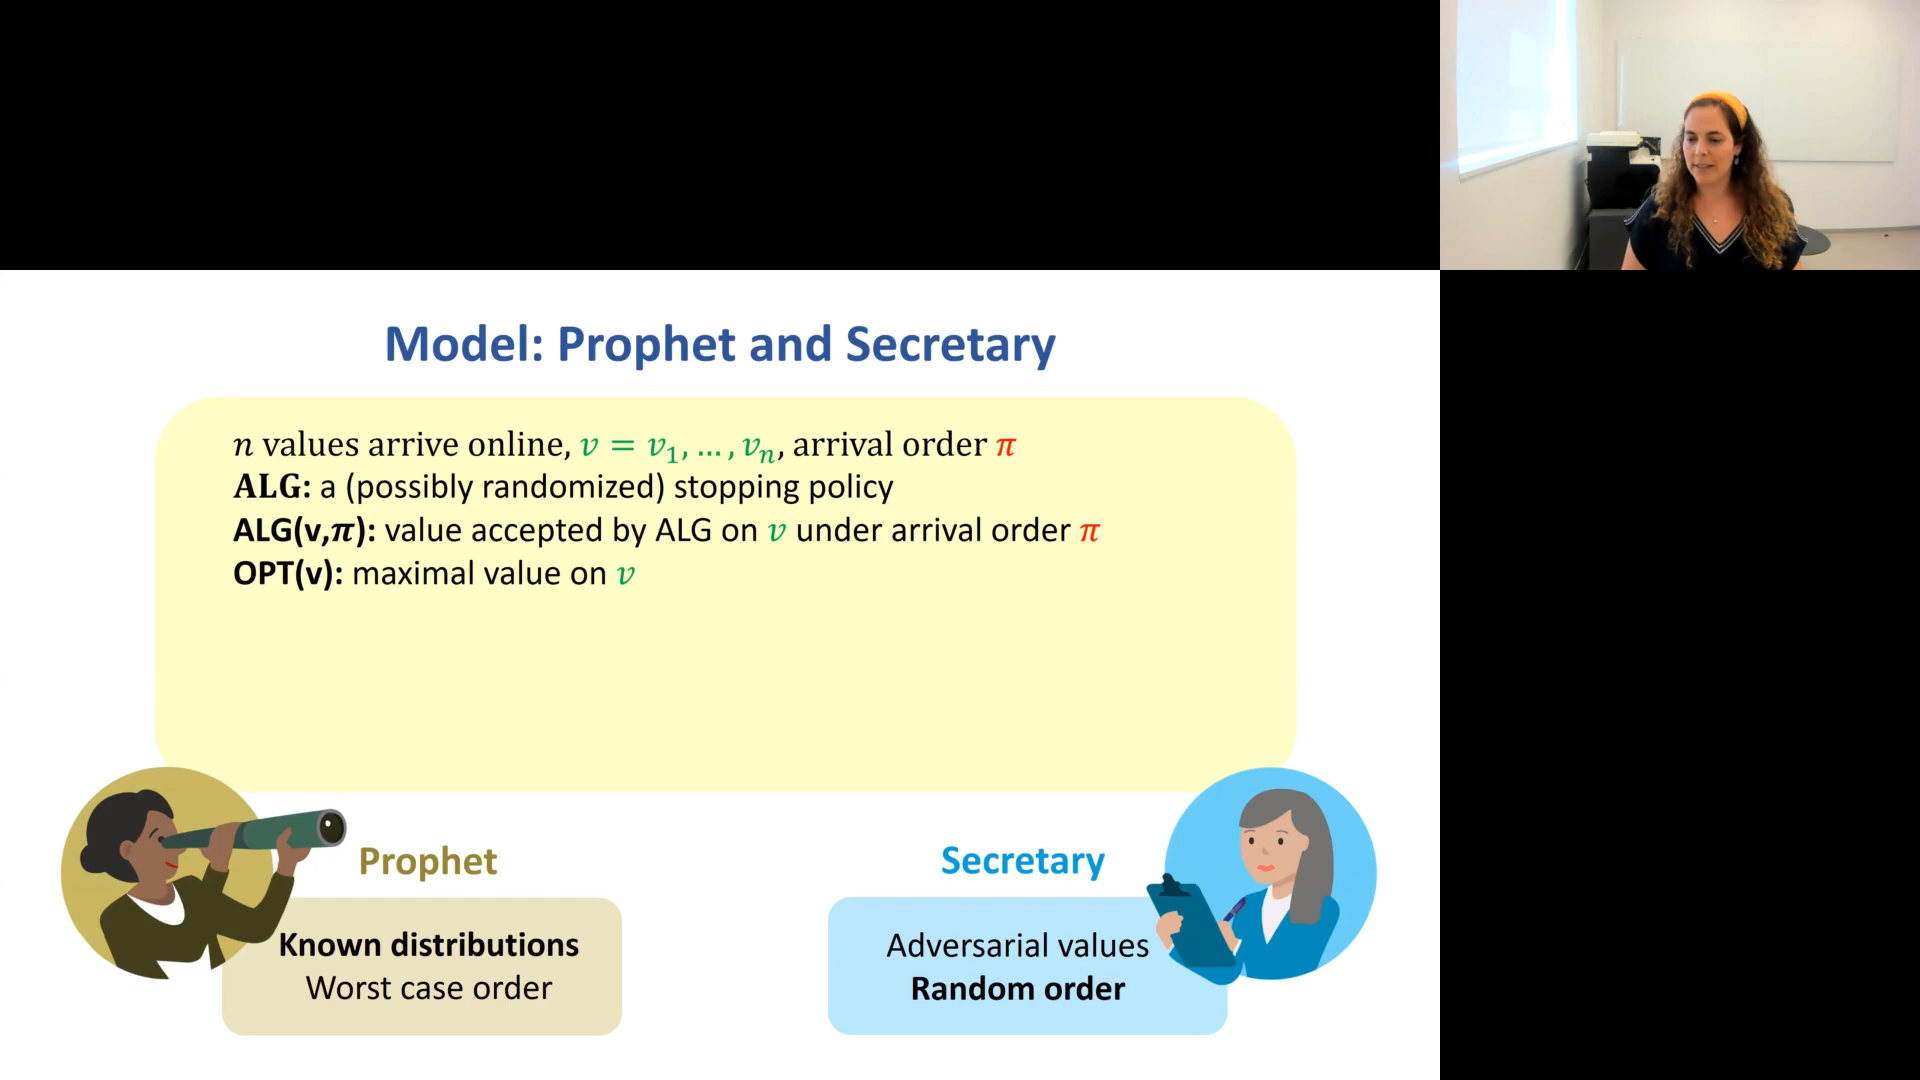 Model: Prophet and Secretary
n values arrive online, v = v₁, … , vₙ, arrival order π
ALG: a (possibly randomized) stopping policy
ALG(v,π): value accepted by ALG on v under arrival order π
OPT(v): maximal value on v
Prophet
Known distributions
Worst case order
Secretary
Adversarial values
Random order